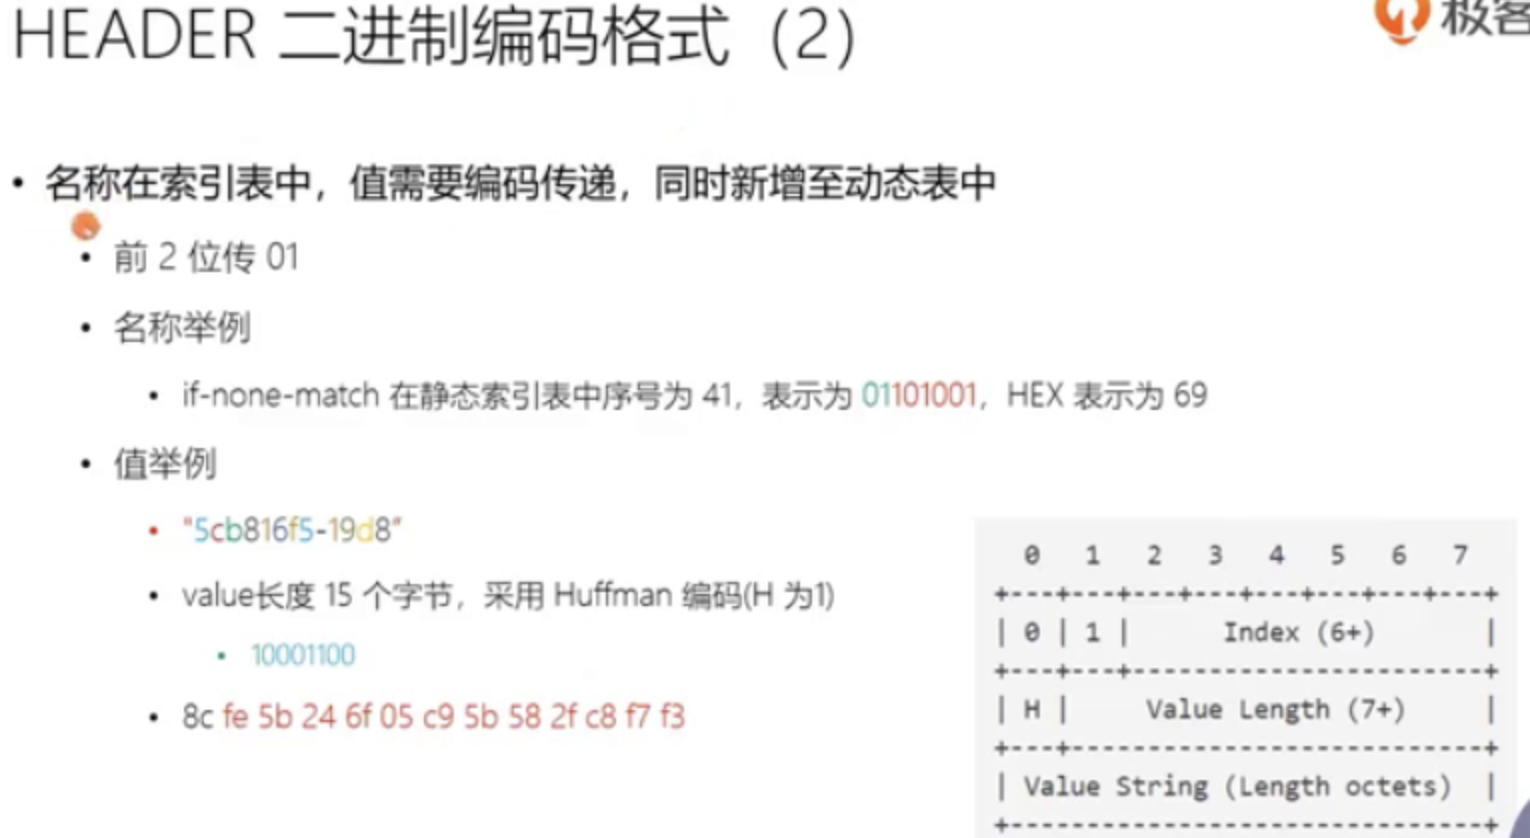 HEADER 二进制编码格式（2）
极客
• 名称在索引表中，值需要编码传递，同时新增至动态表中
• 前 2 位传 01
• 名称举例
• if-none-match 在静态索引表中序号为 41，表示为 01101001，HEX 表示为 69
• 值举例
• "5cb816f5-19d8"
• value长度 15 个字节，采用 Huffman 编码(H 为1)
• 10001100
• 8c fe 5b 24 6f 05 c9 5b 58 2f c8 f7 f3
0 1 2 3 4 5 6 7
+---+---+---+---+---+---+---+---+
| 0 | 1 | Index (6+) |
+---+---+-----------------------+
| H | Value Length (7+) |
+---+---------------------------+
| Value String (Length octets) |
+-------------------------------+